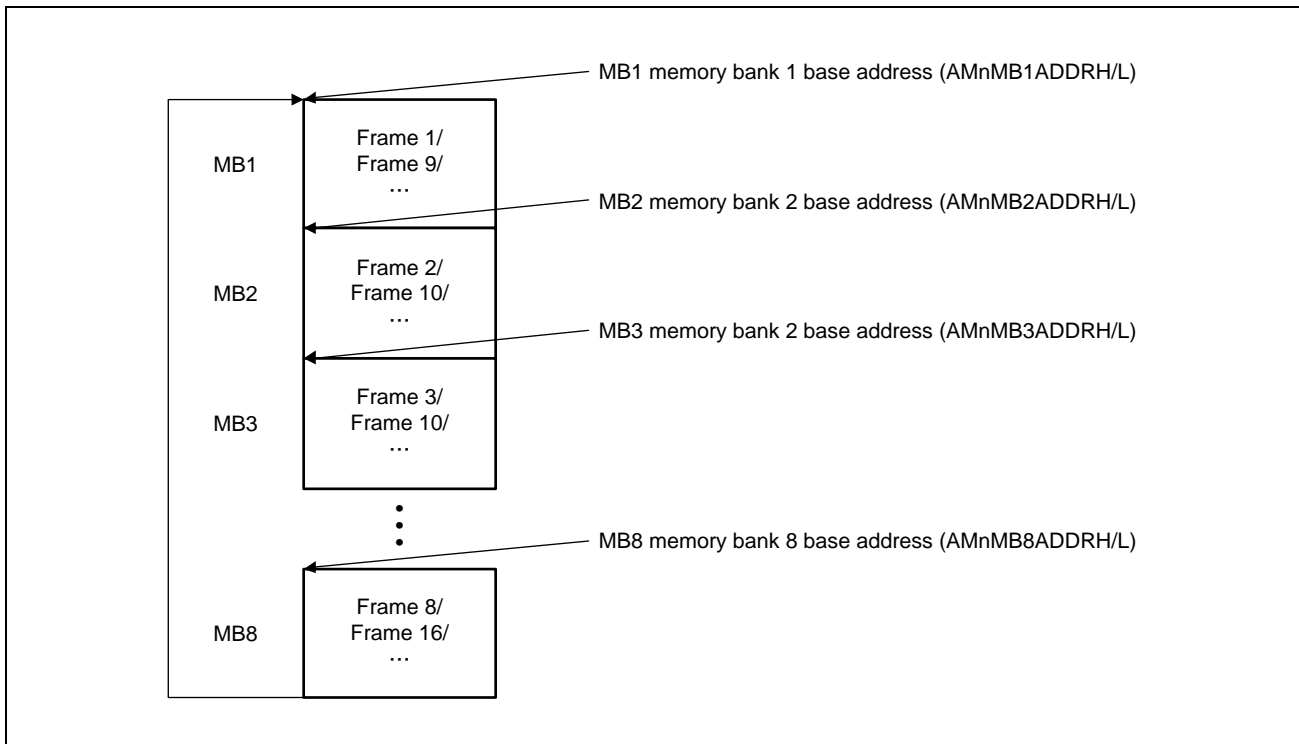 MB1 memory bank 1 base address (AMnMB1ADDRH/L)
MB1
Frame 1/
Frame 9/
…
MB2 memory bank 2 base address (AMnMB2ADDRH/L)
MB2
Frame 2/
Frame 10/
…
MB3 memory bank 2 base address (AMnMB3ADDRH/L)
MB3
Frame 3/
Frame 10/
…
MB8 memory bank 8 base address (AMnMB8ADDRH/L)
MB8
Frame 8/
Frame 16/
…